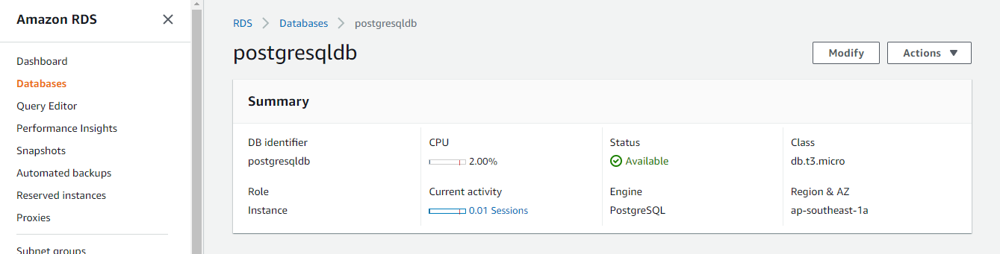 Amazon RDS
Dashboard
Databases
Query Editor
Performance Insights
Snapshots
Automated backups
Reserved instances
Proxies
Subnet groups
RDS Databases postgresqldb
postgresqldb
Modify Actions
Summary
DB identifier CPU Status Class
postgresqldb 2.00% Available db.t3.micro
Role Current activity Engine Region & AZ
Instance 0.01 Sessions PostgreSQL ap-southeast-1a